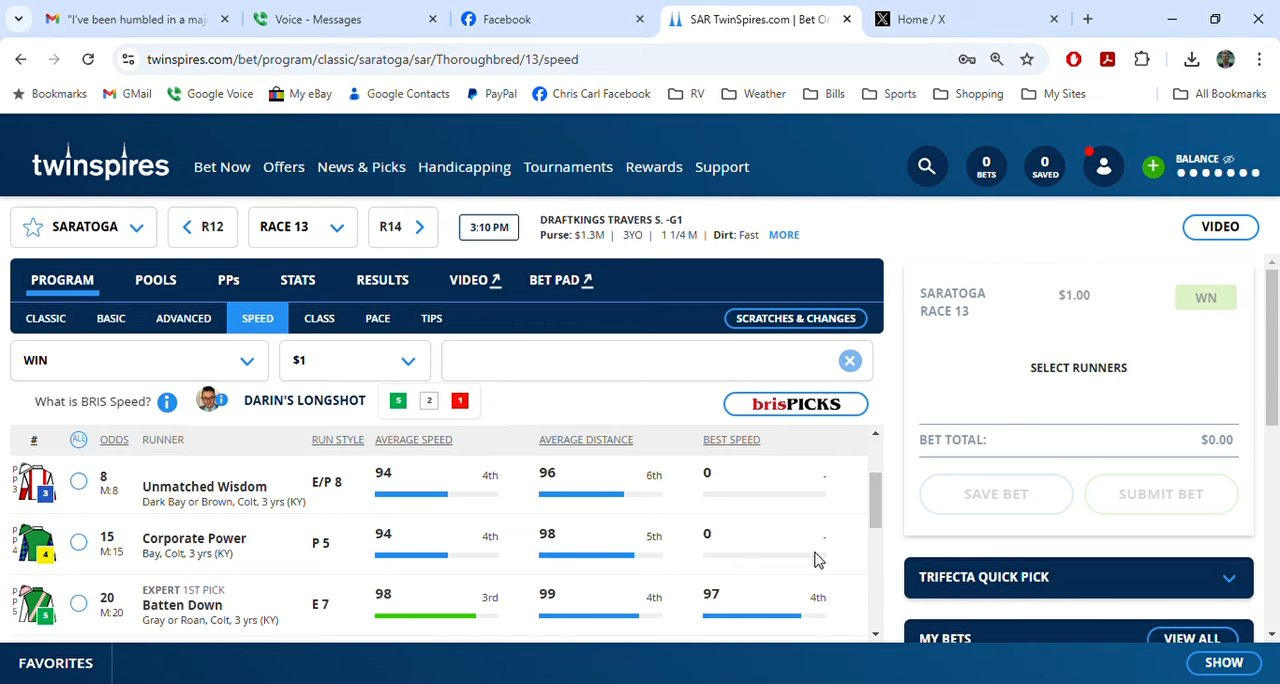 "I've been humbled in a maj
Voice - Messages
Facebook
SAR TwinSpires.com | Bet On
Home / X
twinspires.com/bet/program/classic/saratoga/sar/Thoroughbred/13/speed
Bookmarks GMail Google Voice My eBay Google Contacts PayPal Chris Carl Facebook RV Weather Bills Sports Shopping My Sites All Bookmarks
twinspires Bet Now Offers News & Picks Handicapping Tournaments Rewards Support
0 BETS
0 SAVED
BALANCE
SARATOGA R12 RACE 13 R14 3:10 PM
DRAFTKINGS TRAVERS S. -G1
Purse: $1.3M | 3YO | 1 1/4 M | Dirt: Fast MORE
VIDEO
PROGRAM POOLS PPs STATS RESULTS VIDEO BET PAD
CLASSIC BASIC ADVANCED SPEED CLASS PACE TIPS SCRATCHES & CHANGES
WIN $1
What is BRIS Speed? DARIN'S LONGSHOT 5 2 1 brisPICKS
# ALL ODDS RUNNER RUN STYLE AVERAGE SPEED AVERAGE DISTANCE BEST SPEED
PP3 3 8 M:8 Unmatched Wisdom E/P 8 94 4th 96 6th 0 -
Dark Bay or Brown, Colt, 3 yrs (KY)
PP4 4 15 M:15 Corporate Power P 5 94 4th 98 5th 0 -
Bay, Colt, 3 yrs (KY)
EXPERT 1ST PICK
PP5 5 20 M:20 Batten Down E 7 98 3rd 99 4th 97 4th
Gray or Roan, Colt, 3 yrs (KY)
SARATOGA
RACE 13
$1.00 WN
SELECT RUNNERS
BET TOTAL: $0.00
SAVE BET SUBMIT BET
TRIFECTA QUICK PICK
MY BETS VIEW ALL
FAVORITES SHOW